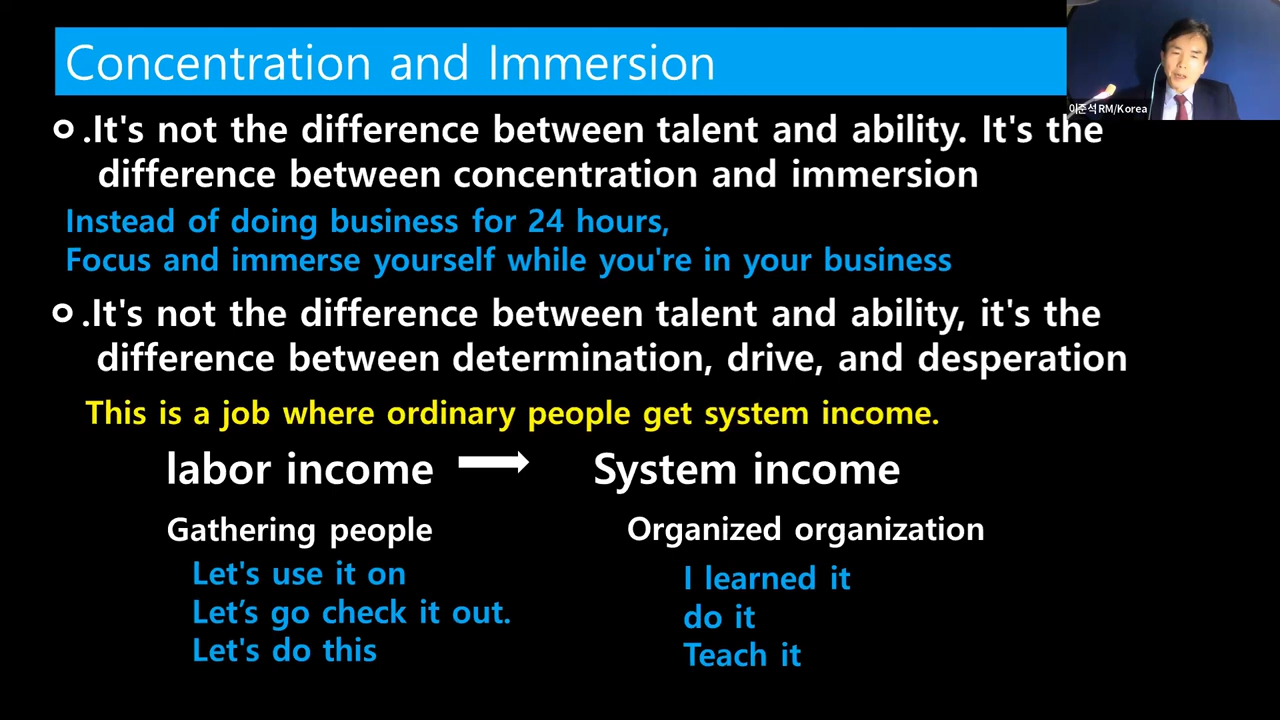 Concentration and Immersion
이준석 RM/Korea
.It's not the difference between talent and ability. It's the
difference between concentration and immersion
Instead of doing business for 24 hours,
Focus and immerse yourself while you're in your business
.It's not the difference between talent and ability, it's the
difference between determination, drive, and desperation
This is a job where ordinary people get system income.
labor income
System income
Gathering people
Organized organization
Let's use it on
Let’s go check it out.
Let's do this
I learned it
do it
Teach it